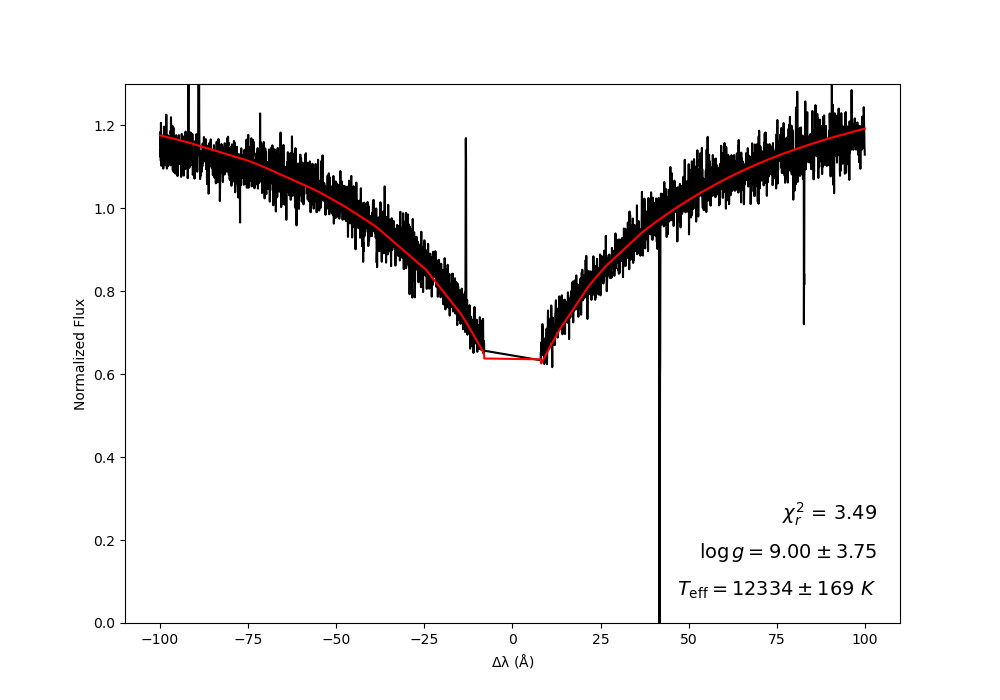 1.2
1.0
0.8
0.6
0.4
0.2
0.0
Normalized Flux
χ²ᵣ = 3.49
log g = 9.00 ± 3.75
T_eff = 12334 ± 169 K
−100 −75 −50 −25 0 25 50 75 100
Δλ (Å)